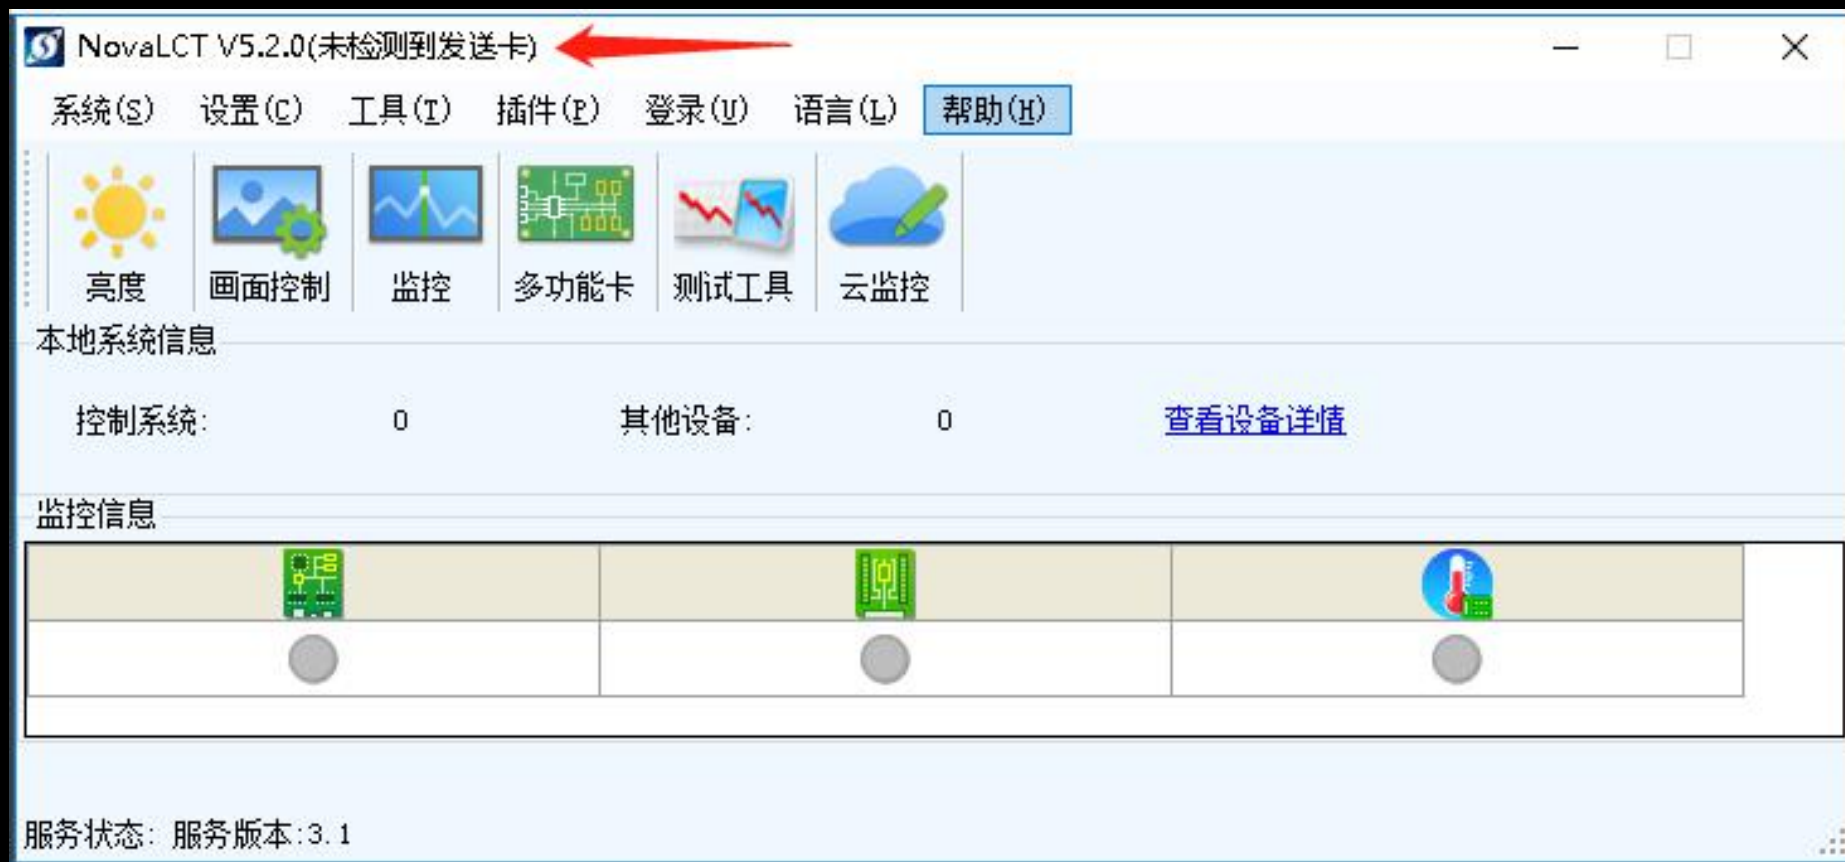 NovaLCT V5.2.0(未检测到发送卡)
系统(S) 设置(C) 工具(T) 插件(P) 登录(U) 语言(L) 帮助(H)
亮度 画面控制 监控 多功能卡 测试工具 云监控
本地系统信息
控制系统: 0 其他设备: 0 查看设备详情
监控信息
服务状态: 服务版本:3.1